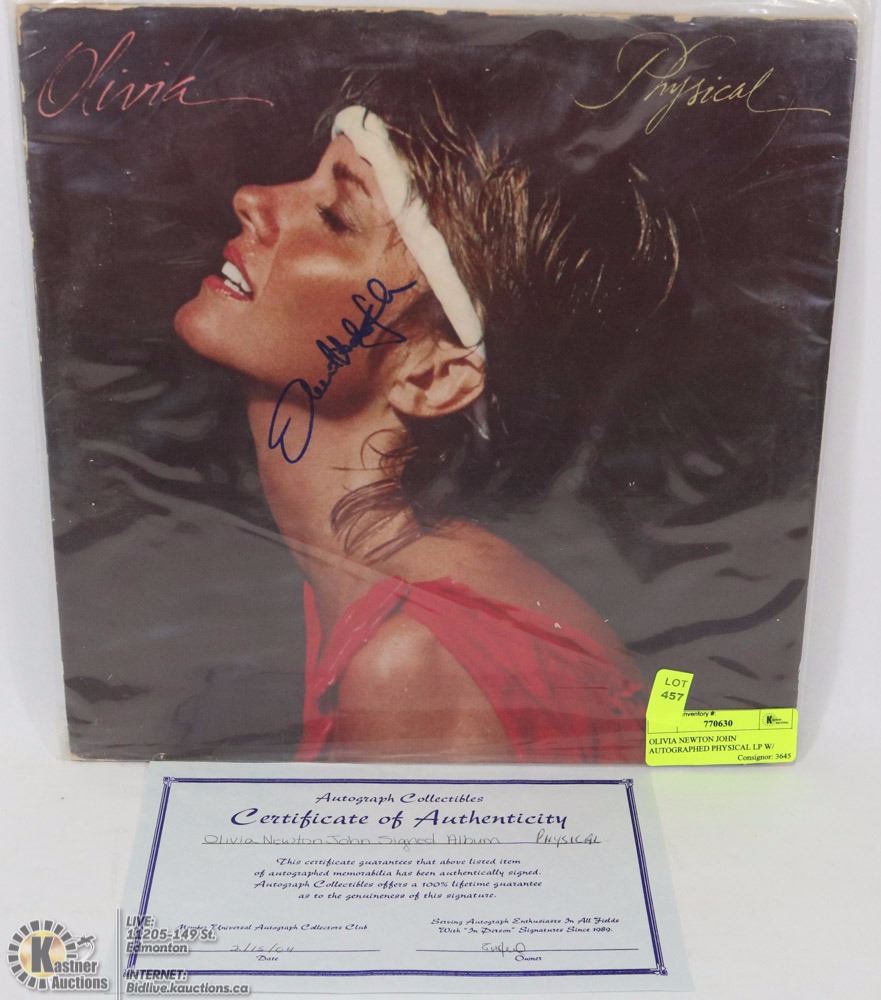 Olivia
Physical
LOT
457
Inventory #:
770630
OLIVIA NEWTON JOHN
AUTOGRAPHED PHYSICAL LP W/
Consignor: 3645
Autograph Collectibles
Certificate of Authenticity
Olivia Newton John Signed Album PHYSICAL
This certificate guarantees that above listed item
of autographed memorabilia has been authentically signed.
Autograph Collectibles offers a 100% lifetime guarantee
as to the genuineness of this signature.
Member Universal Autograph Collectors Club
Serving Autograph Enthusiasts In All Fields
With "In Person" Signatures Since 1989.
2/15/04
Date
Owner
K
Kastner
Auctions
LIVE:
11205-149 St.
Edmonton
INTERNET:
Bidlive.kauctions.ca